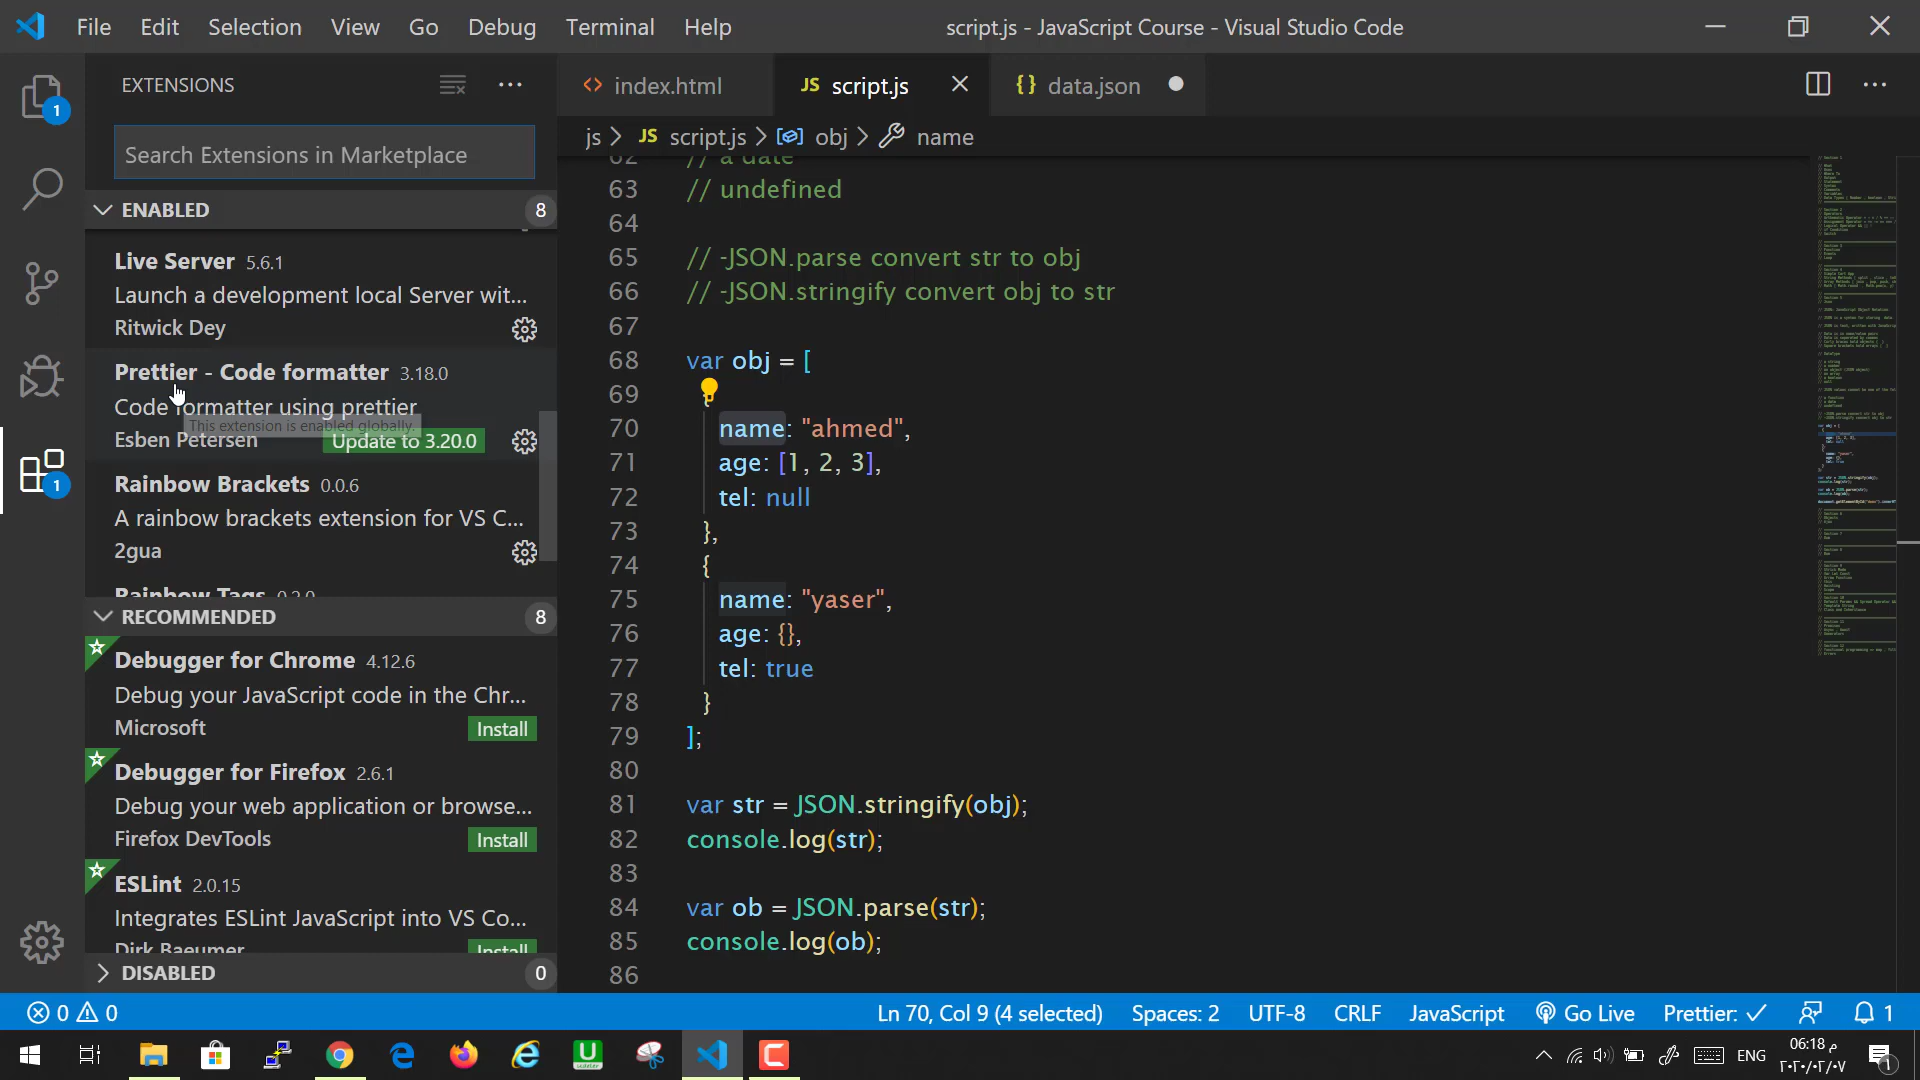 File Edit Selection View Go Debug Terminal Help
script.js - JavaScript Course - Visual Studio Code
EXTENSIONS
Search Extensions in Marketplace
ENABLED 8
Live Server 5.6.1
Launch a development local Server wit...
Ritwick Dey
Prettier - Code formatter 3.18.0
Code formatter using prettier
This extension is enabled globally.
Esben Petersen Update to 3.20.0
Rainbow Brackets 0.0.6
A rainbow brackets extension for VS C...
2gua
Rainbow Tags 0.2.0
RECOMMENDED 8
Debugger for Chrome 4.12.6
Debug your JavaScript code in the Chr...
Microsoft Install
Debugger for Firefox 2.6.1
Debug your web application or browse...
Firefox DevTools Install
ESLint 2.0.15
Integrates ESLint JavaScript into VS Co...
Dirk Baeumer Install
DISABLED 0
1
1
index.html JS script.js {} data.json
js > JS script.js > obj > name
62 // a date
63 // undefined
64
65 // -JSON.parse convert str to obj
66 // -JSON.stringify convert obj to str
67
68 var obj = [
69 {
70 name: "ahmed",
71 age: [1, 2, 3],
72 tel: null
73 },
74 {
75 name: "yaser",
76 age: {},
77 tel: true
78 }
79 ];
80
81 var str = JSON.stringify(obj);
82 console.log(str);
83
84 var ob = JSON.parse(str);
85 console.log(ob);
86
0 0 Ln 70, Col 9 (4 selected) Spaces: 2 UTF-8 CRLF JavaScript Go Live Prettier: ✓ 1
ENG
06:18 م
٢٠٢٠/٠٢/٠٧
١